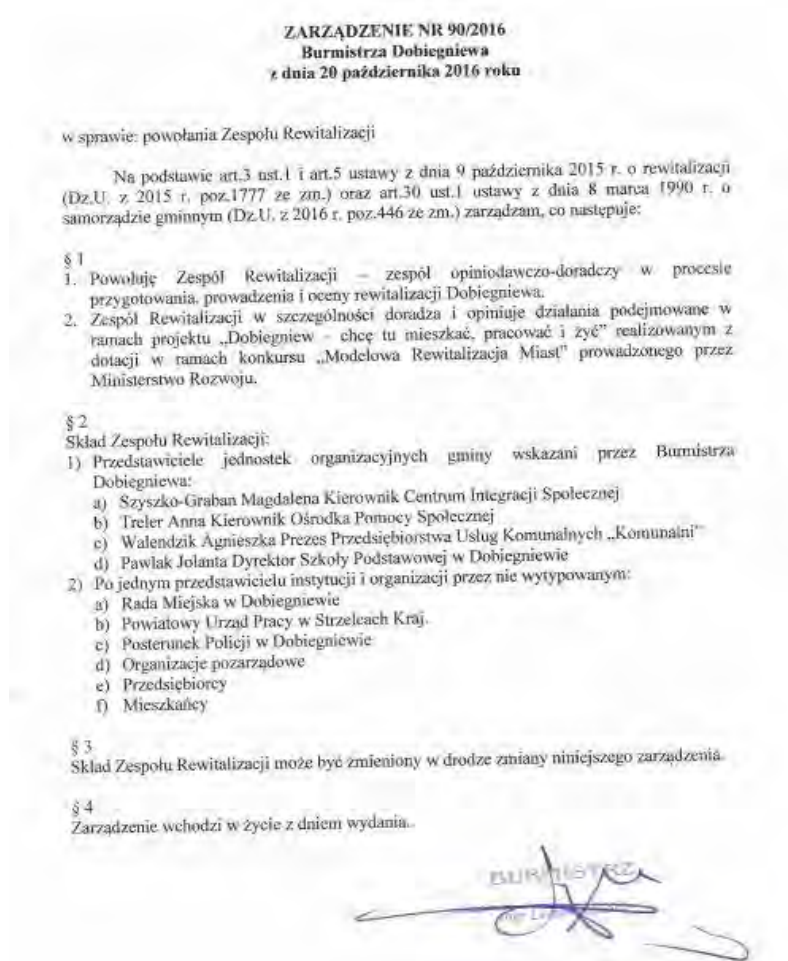 ZARZĄDZENIE NR 90/2016
Burmistrza Dobiegniewa
z dnia 20 października 2016 roku
w sprawie: powołania Zespołu Rewitalizacji
Na podstawie art.3 ust.1 i art.5 ustawy z dnia 9 października 2015 r. o rewitalizacji
(Dz.U. z 2015 r. poz.1777 ze zm.) oraz art.30 ust.1 ustawy z dnia 8 marca 1990 r. o
samorządzie gminnym (Dz.U. z 2016 r. poz.446 ze zm.) zarządzam, co następuje:
§ 1
1. Powołuję Zespół Rewitalizacji – zespół opiniodawczo-doradczy w procesie
przygotowania, prowadzenia i oceny rewitalizacji Dobiegniewa.
2. Zespół Rewitalizacji w szczególności doradza i opiniuje działania podejmowane w
ramach projektu „Dobiegniew – chcę tu mieszkać, pracować i żyć” realizowanym z
dotacji w ramach konkursu „Modelowa Rewitalizacja Miast” prowadzonego przez
Ministerstwo Rozwoju.
§ 2
Skład Zespołu Rewitalizacji:
1) Przedstawiciele jednostek organizacyjnych gminy wskazani przez Burmistrza
Dobiegniewa:
a) Szyszko-Graban Magdalena Kierownik Centrum Integracji Społecznej
b) Treler Anna Kierownik Ośrodka Pomocy Społecznej
c) Walendzik Agnieszka Prezes Przedsiębiorstwa Usług Komunalnych „Komunalni”
d) Pawlak Jolanta Dyrektor Szkoły Podstawowej w Dobiegniewie
2) Po jednym przedstawicielu instytucji i organizacji przez nie wytypowanym:
a) Rada Miejska w Dobiegniewie
b) Powiatowy Urząd Pracy w Strzelcach Kraj.
c) Posterunek Policji w Dobiegniewie
d) Organizacje pozarządowe
e) Przedsiębiorcy
f) Mieszkańcy
§ 3
Skład Zespołu Rewitalizacji może być zmieniony w drodze zmiany niniejszego zarządzenia.
§ 4
Zarządzenie wchodzi w życie z dniem wydania.
BURMISTRZ